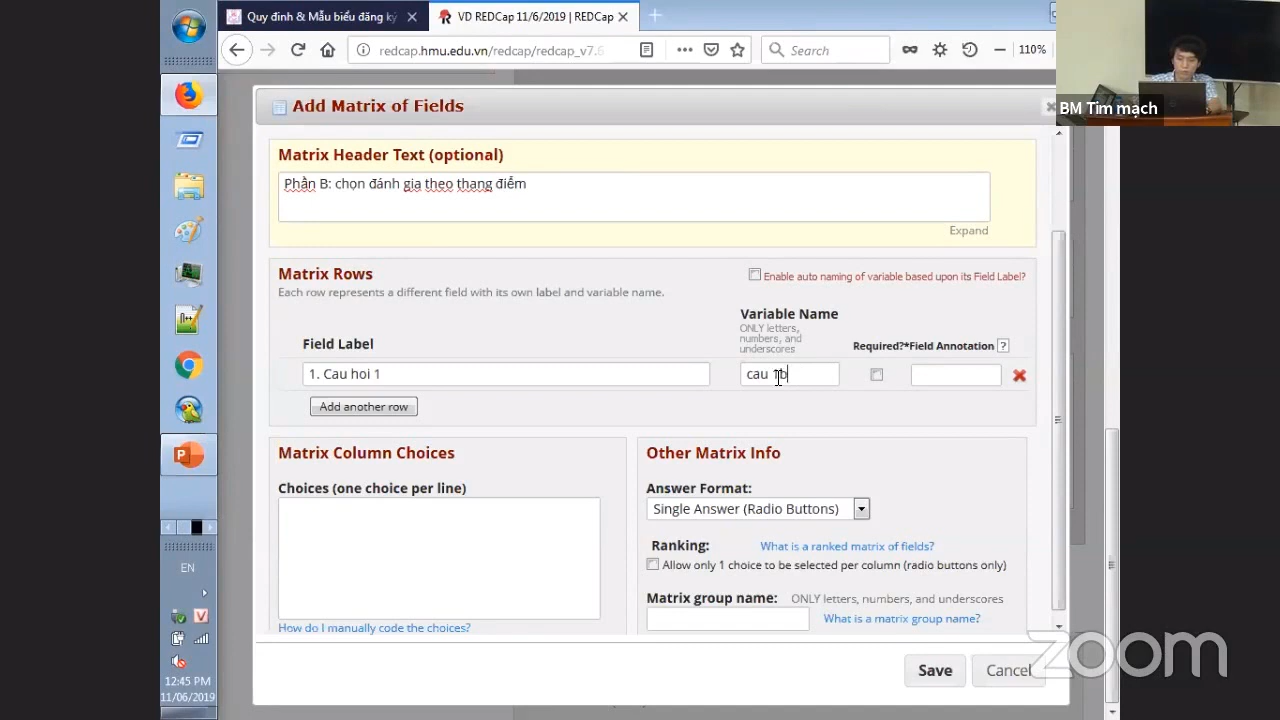 Quy đinh & Mẫu biểu đăng ký
VD REDCap 11/6/2019 | REDCap
redcap.hmu.edu.vn/redcap/redcap_v7.6
Search
110%
BM Tim mạch
Add Matrix of Fields
Matrix Header Text (optional)
Phần B: chọn đánh gia theo thang điểm
Expand
Matrix Rows
Enable auto naming of variable based upon its Field Label?
Each row represents a different field with its own label and variable name.
Variable Name
ONLY letters,
numbers, and
underscores
Field Label
Required?*
Field Annotation ?
1. Cau hoi 1
cau 1b
Add another row
Matrix Column Choices
Other Matrix Info
Choices (one choice per line)
Answer Format:
Single Answer (Radio Buttons)
Ranking:
What is a ranked matrix of fields?
Allow only 1 choice to be selected per column (radio buttons only)
Matrix group name:
ONLY letters, numbers, and underscores
What is a matrix group name?
How do I manually code the choices?
Save
Cancel
EN
12:45 PM
11/06/2019
zoom